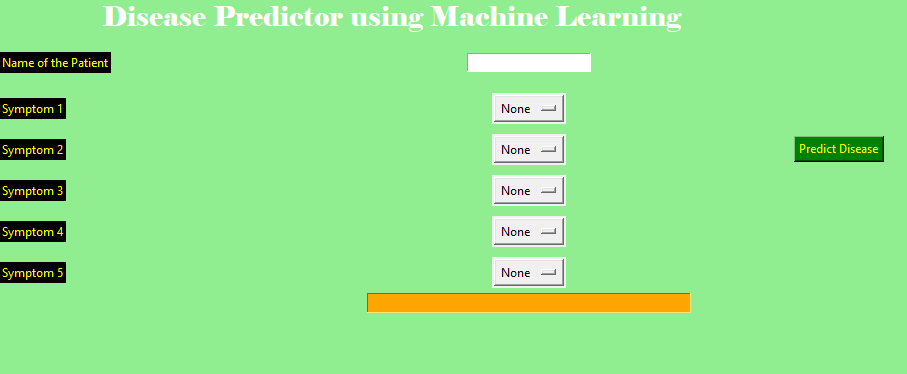 Disease Predictor using Machine Learning
Name of the Patient
Symptom 1 None
Symptom 2 None Predict Disease
Symptom 3 None
Symptom 4 None
Symptom 5 None